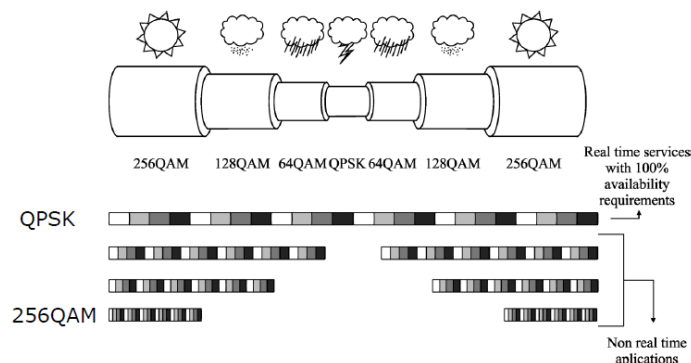 256QAM 128QAM 64QAM QPSK 64QAM 128QAM 256QAM
Real time services
with 100%
availability
requirements
QPSK
256QAM
Non real time
aplications